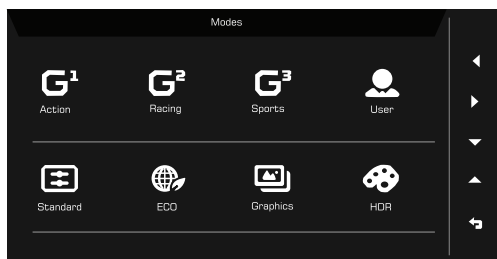 Modes
G¹ G² G³
Action Racing Sports User
Standard ECO Graphics HDR